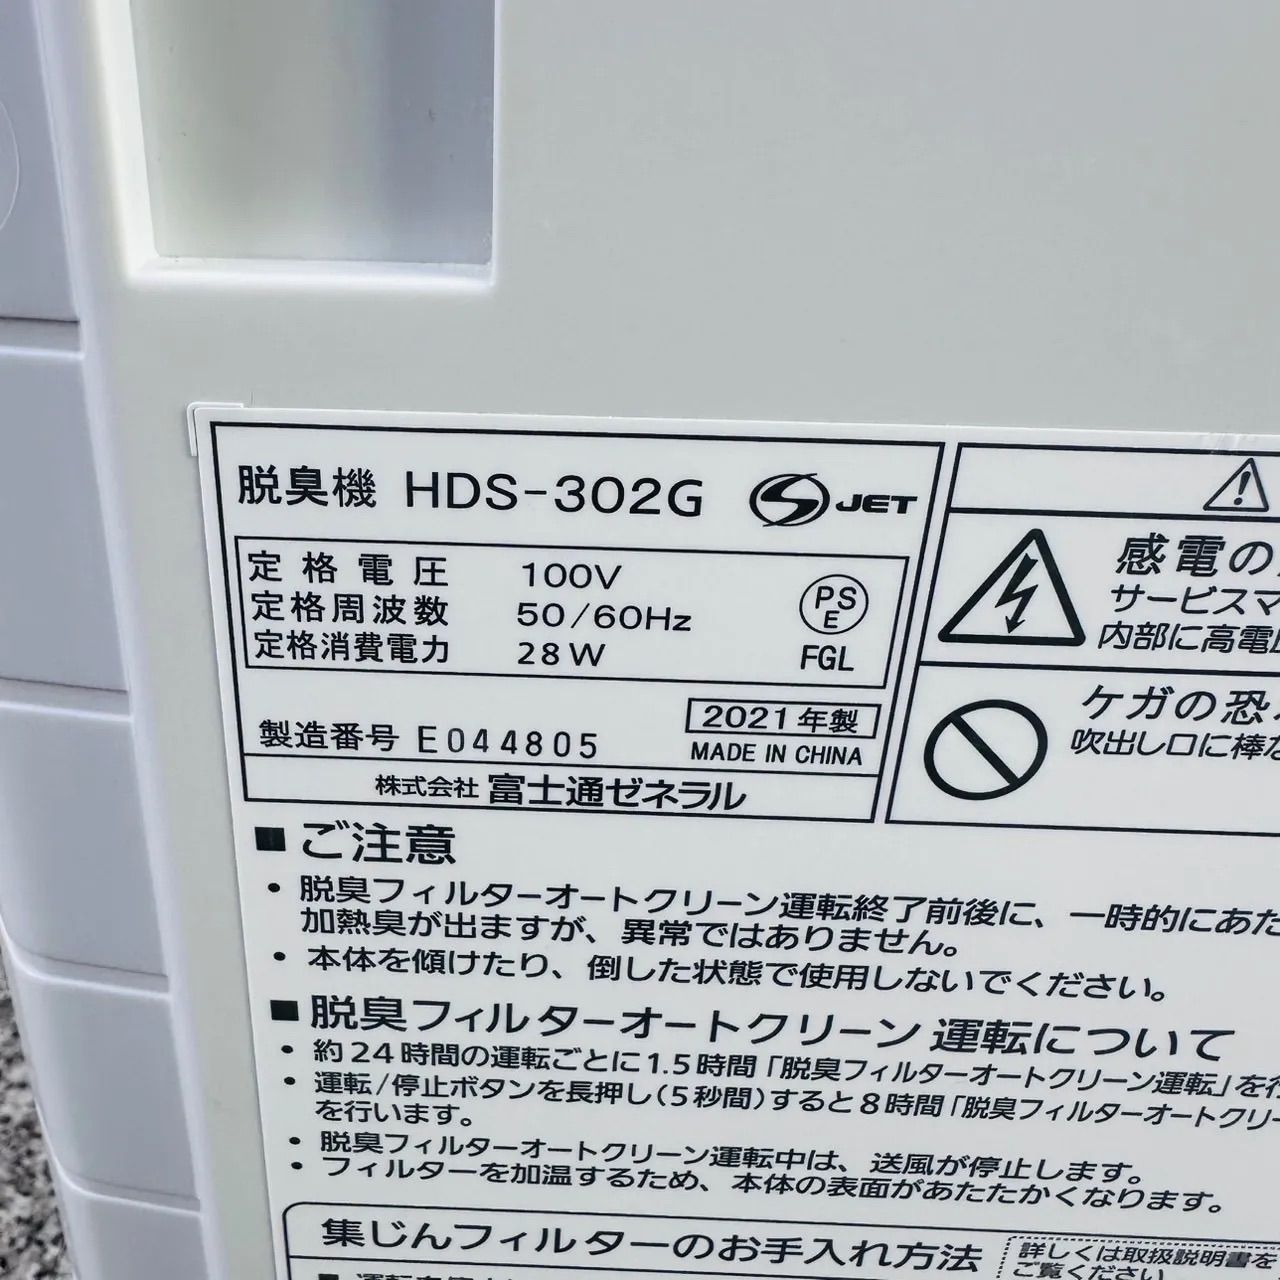 脱臭機 HDS-302G S JET
定格電圧 100V
定格周波数 50/60Hz
定格消費電力 28W
PSE
FGL
製造番号 E044805
2021年製
MADE IN CHINA
株式会社 富士通ゼネラル
感電の
サービスマ
内部に高電
ケガの恐
吹出し口に棒
■ご注意
・脱臭フィルターオートクリーン運転終了前後に、一時的にあた
加熱臭が出ますが、異常ではありません。
・本体を傾けたり、倒した状態で使用しないでください。
■脱臭フィルターオートクリーン運転について
・約24時間の運転ごとに1.5時間「脱臭フィルターオートクリーン運転」を行
・運転/停止ボタンを長押し(5秒間)すると8時間「脱臭フィルターオートクリー
を行います。
・脱臭フィルターオートクリーン運転中は、送風が停止します。
・フィルターを加温するため、本体の表面があたたかくなります。
集じんフィルターのお手入れ方法
詳しくは取扱説明書を
ご覧ください